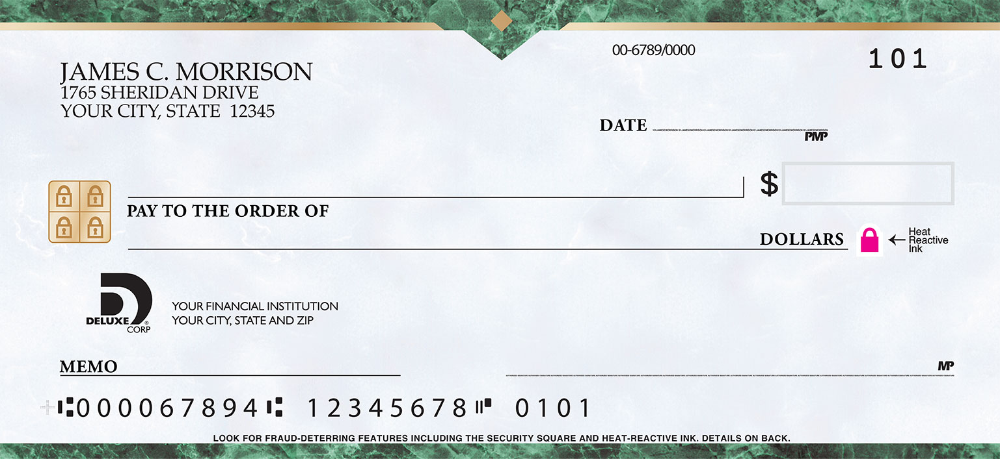 00-6789/0000
101
JAMES C. MORRISON
1765 SHERIDAN DRIVE
YOUR CITY, STATE 12345
DATE
PMP
$
PAY TO THE ORDER OF
DOLLARS
Heat
Reactive
Ink
DELUXE®
CORP
YOUR FINANCIAL INSTITUTION
YOUR CITY, STATE AND ZIP
MEMO
MP
⑆000067894⑆ 12345678⑈ 0101
LOOK FOR FRAUD-DETERRING FEATURES INCLUDING THE SECURITY SQUARE AND HEAT-REACTIVE INK. DETAILS ON BACK.